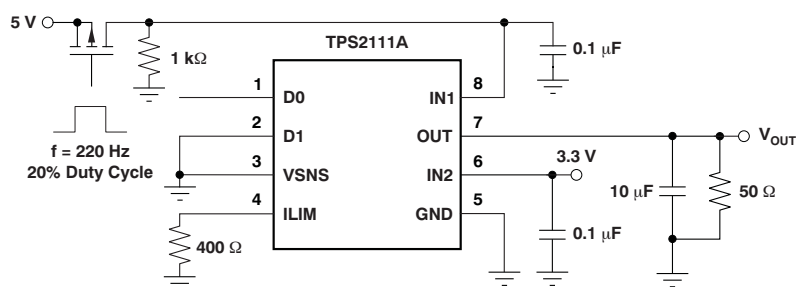 5 V
TPS2111A
0.1 μF
1 kΩ
1
D0
IN1
8
2
D1
OUT
7
VOUT
f = 220 Hz
20% Duty Cycle
3
VSNS
IN2
6
3.3 V
4
ILIM
GND
5
10 μF
50 Ω
400 Ω
0.1 μF